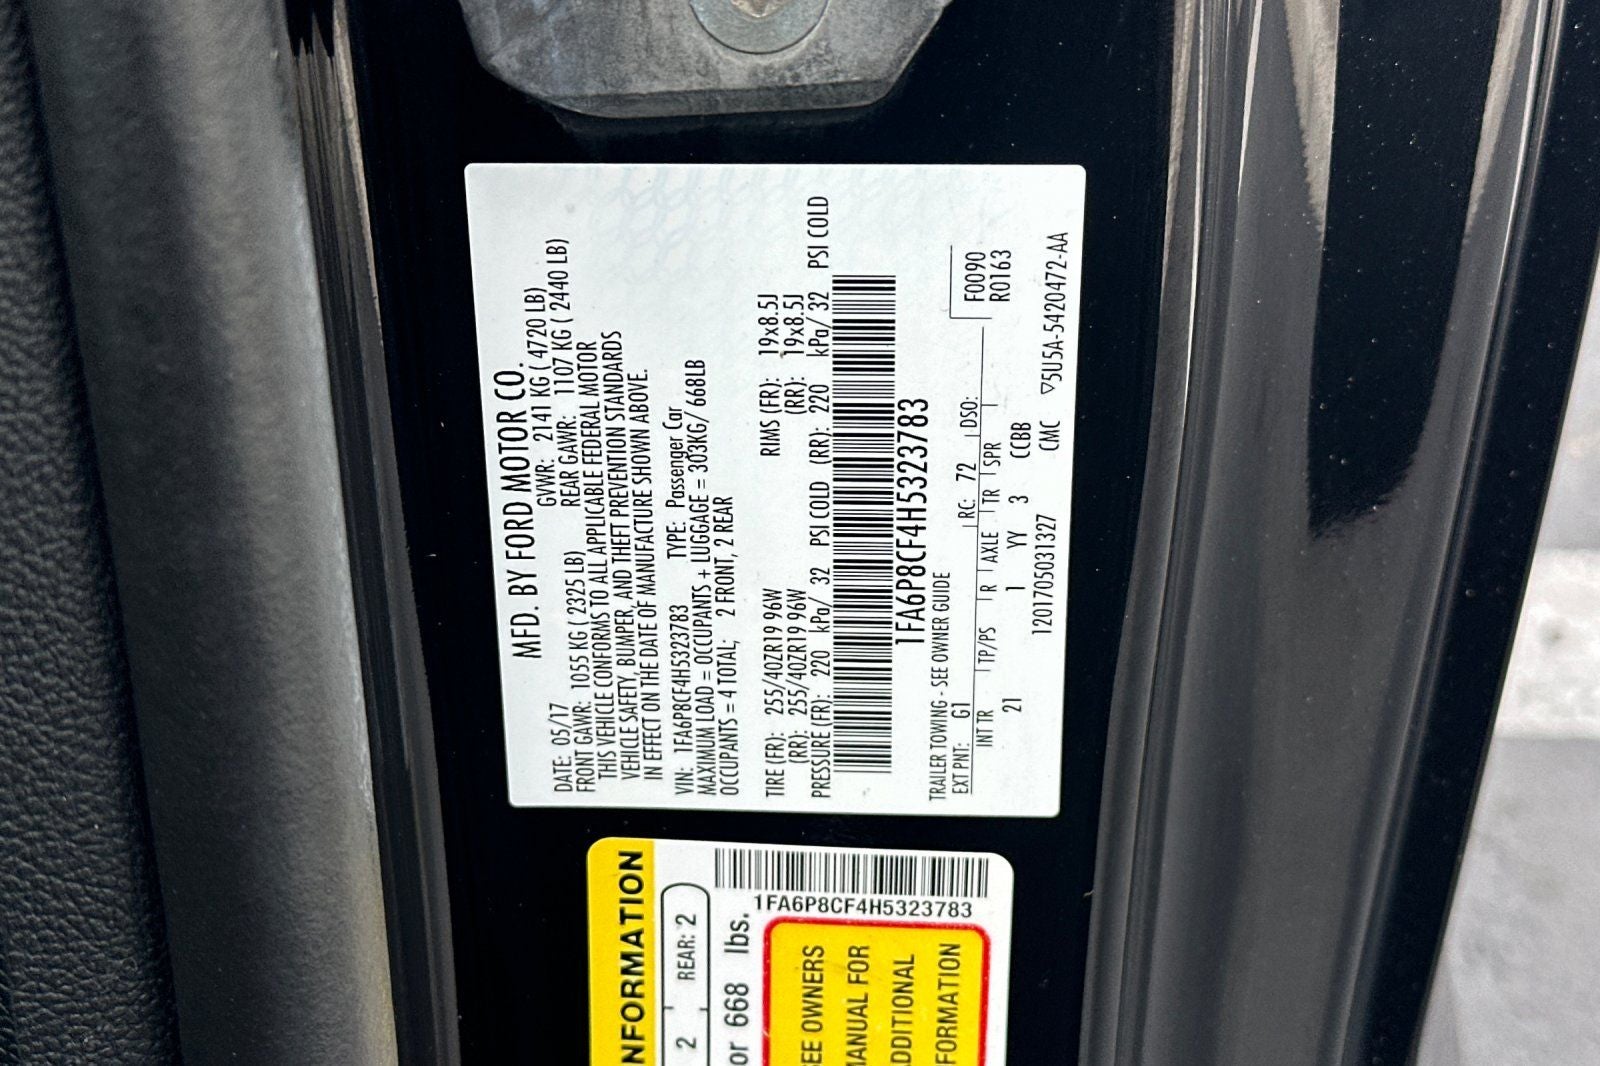 MFD. BY FORD MOTOR CO.
DATE: 05/17 GVWR: 2141 KG ( 4720 LB)
FRONT GAWR: 1055 KG ( 2325 LB) REAR GAWR: 1107 KG ( 2440 LB)
THIS VEHICLE CONFORMS TO ALL APPLICABLE FEDERAL MOTOR
VEHICLE SAFETY, BUMPER, AND THEFT PREVENTION STANDARDS
IN EFFECT ON THE DATE OF MANUFACTURE SHOWN ABOVE.
VIN: 1FA6P8CF4H5323783 TYPE: Passenger Car
MAXIMUM LOAD = OCCUPANTS + LUGGAGE = 303KG/ 668LB
OCCUPANTS = 4 TOTAL; 2 FRONT, 2 REAR
TIRE (FR): 255/40ZR19 96W RIMS (FR): 19x8.5J
(RR): 255/40ZR19 96W (RR): 19x8.5J
PRESSURE (FR): 220 kPa/ 32 PSI COLD (RR): 220 kPa/ 32 PSI COLD
1FA6P8CF4H5323783
TRAILER TOWING - SEE OWNER GUIDE
EXT PNT: G1 RC: 72 DSO: F0090
R0163
INT TR TP/PS R AXLE TR SPR
21 1 YY 3 CCBB
1201705031327 CMC ▽5U5A-5420472-AA
NFORMATION
2 REAR: 2
or 668 lbs.
1FA6P8CF4H5323783
EE OWNERS
ANUAL FOR
DDITIONAL
FORMATION